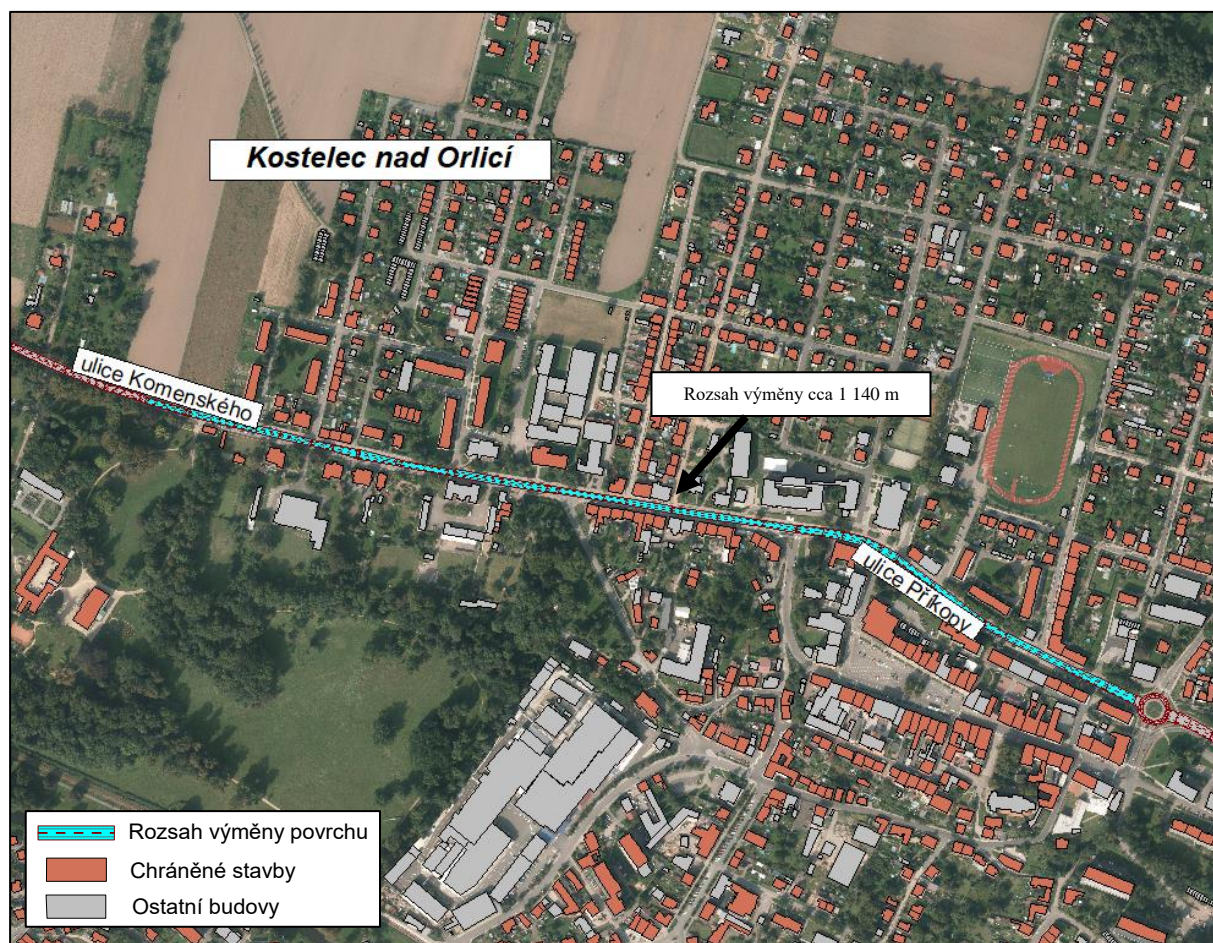 Kostelec nad Orlicí
ulice Komenského
Rozsah výměny cca 1 140 m
ulice Příkopy
Rozsah výměny povrchu
Chráněné stavby
Ostatní budovy